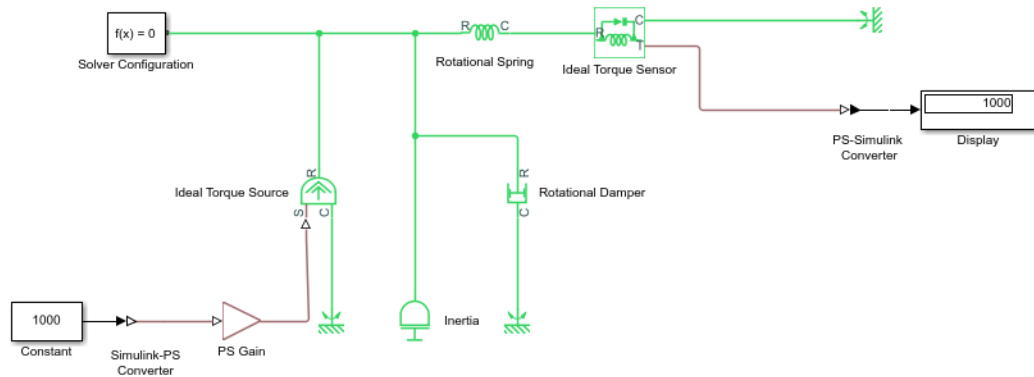 f(x) = 0
Solver Configuration
R
C
Rotational Spring
R
C
T
Ideal Torque Sensor
1000
Display
PS-Simulink
Converter
Ideal Torque Source
R
S
C
R
C
Rotational Damper
1000
Constant
Simulink-PS
Converter
PS Gain
Inertia